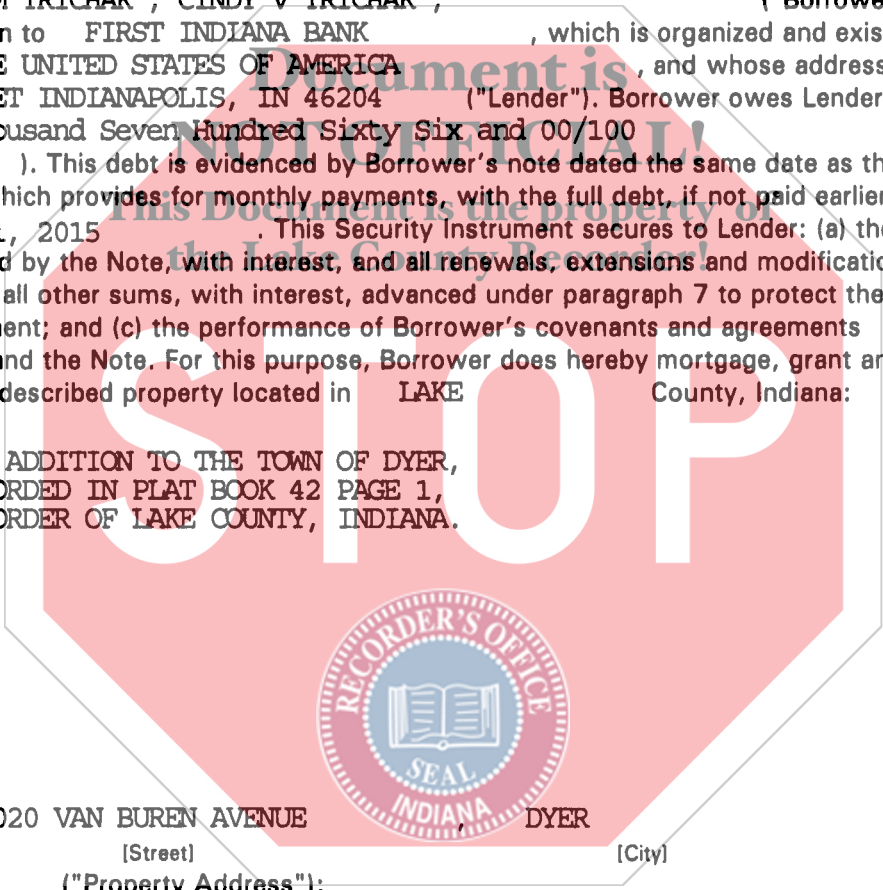 TRICHAK , CINDY V TRICHAK ,
n to FIRST INDIANA BANK , which is organized and exis
E UNITED STATES OF AMERICA , and whose address
Document is
ET INDIANAPOLIS, IN 46204 ("Lender"). Borrower owes Lender
ousand Seven Hundred Sixty Six and 00/100
NOT OFFICIAL!
). This debt is evidenced by Borrower's note dated the same date as th
hich provides for monthly payments, with the full debt, if not paid earlier
This Document is the property of
, 2015 . This Security Instrument secures to Lender: (a) the
d by the Note, with interest, and all renewals, extensions and modificatio
the Lake County Recorder!
all other sums, with interest, advanced under paragraph 7 to protect the
ent; and (c) the performance of Borrower's covenants and agreements
and the Note. For this purpose, Borrower does hereby mortgage, grant an
described property located in LAKE County, Indiana:
STOP
ADDITION TO THE TOWN OF DYER,
ORDED IN PLAT BOOK 42 PAGE 1,
ORDER OF LAKE COUNTY, INDIANA.
RECORDER'S OFFICE
SEAL
INDIANA
020 VAN BUREN AVENUE , DYER
[Street] [City]
("Property Address");